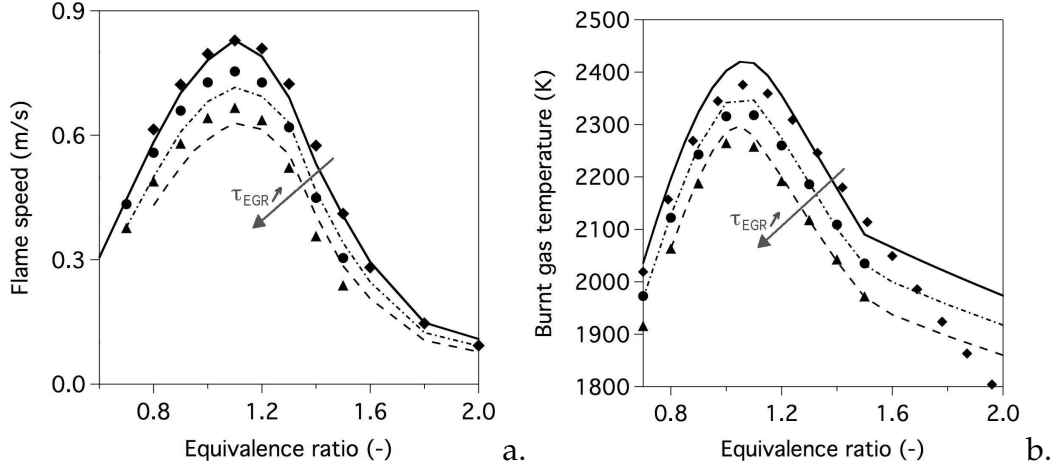 0.9
0.6
0.3
0.0
Flame speed (m/s)
τEGR
0.8
1.2
1.6
2.0
Equivalence ratio (-)
a.
2500
2400
2300
2200
2100
2000
1900
1800
Burnt gas temperature (K)
τEGR
0.8
1.2
1.6
2.0
Equivalence ratio (-)
b.